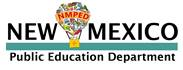 NMPED
NEW MEXICO
Public Education Department